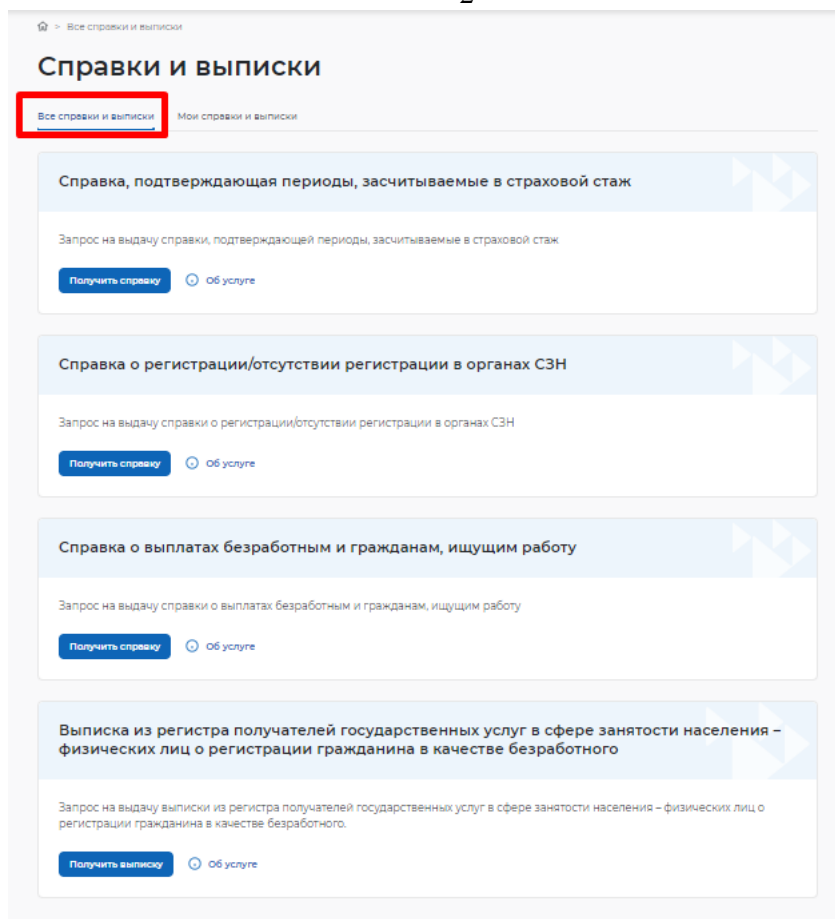 2
> Все справки и выписки
Справки и выписки
Все справки и выписки Мои справки и выписки
Справка, подтверждающая периоды, засчитываемые в страховой стаж
Запрос на выдачу справки, подтверждающей периоды, засчитываемые в страховой стаж
Получить справку Об услуге
Справка о регистрации/отсутствии регистрации в органах СЗН
Запрос на выдачу справки о регистрации/отсутствии регистрации в органах СЗН
Получить справку Об услуге
Справка о выплатах безработным и гражданам, ищущим работу
Запрос на выдачу справки о выплатах безработным и гражданам, ищущим работу
Получить справку Об услуге
Выписка из регистра получателей государственных услуг в сфере занятости населения –
физических лиц о регистрации гражданина в качестве безработного
Запрос на выдачу выписки из регистра получателей государственных услуг в сфере занятости населения – физических лиц о
регистрации гражданина в качестве безработного.
Получить выписку Об услуге